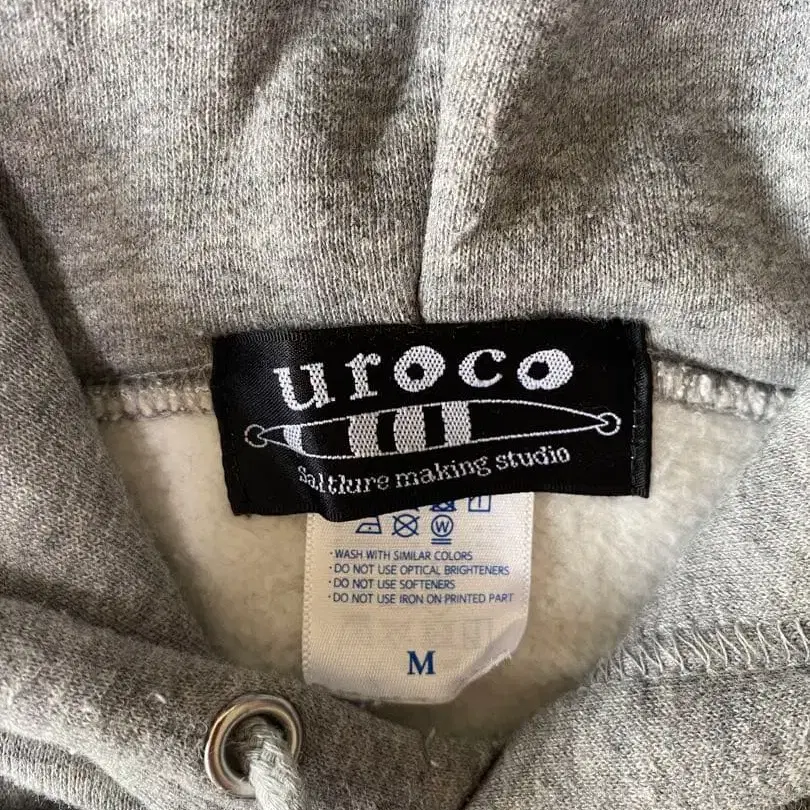 uroco
Saltlure making studio
W
· WASH WITH SIMILAR COLORS
· DO NOT USE OPTICAL BRIGHTENERS
· DO NOT USE SOFTENERS
· DO NOT USE IRON ON PRINTED PART
M